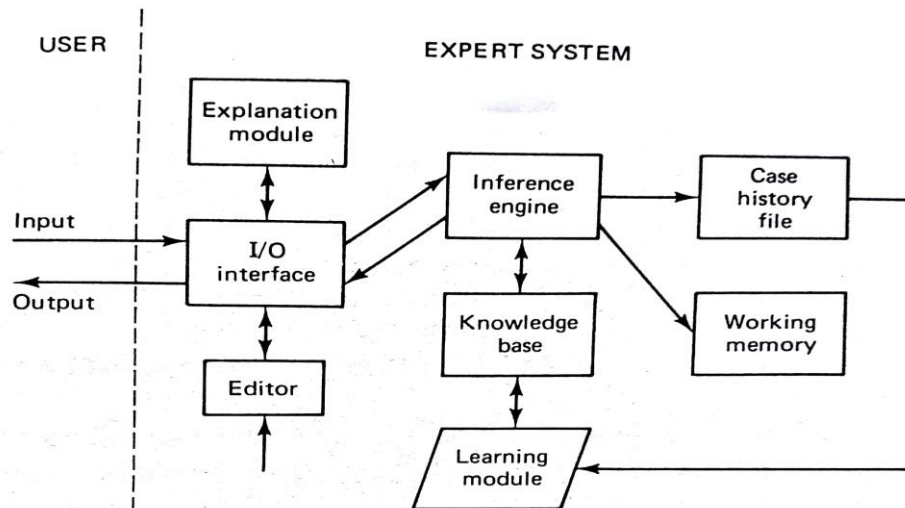 USER
EXPERT SYSTEM
Explanation
module
Inference
engine
Case
history
file
Input
I/O
interface
Output
Knowledge
base
Working
memory
Editor
Learning
module